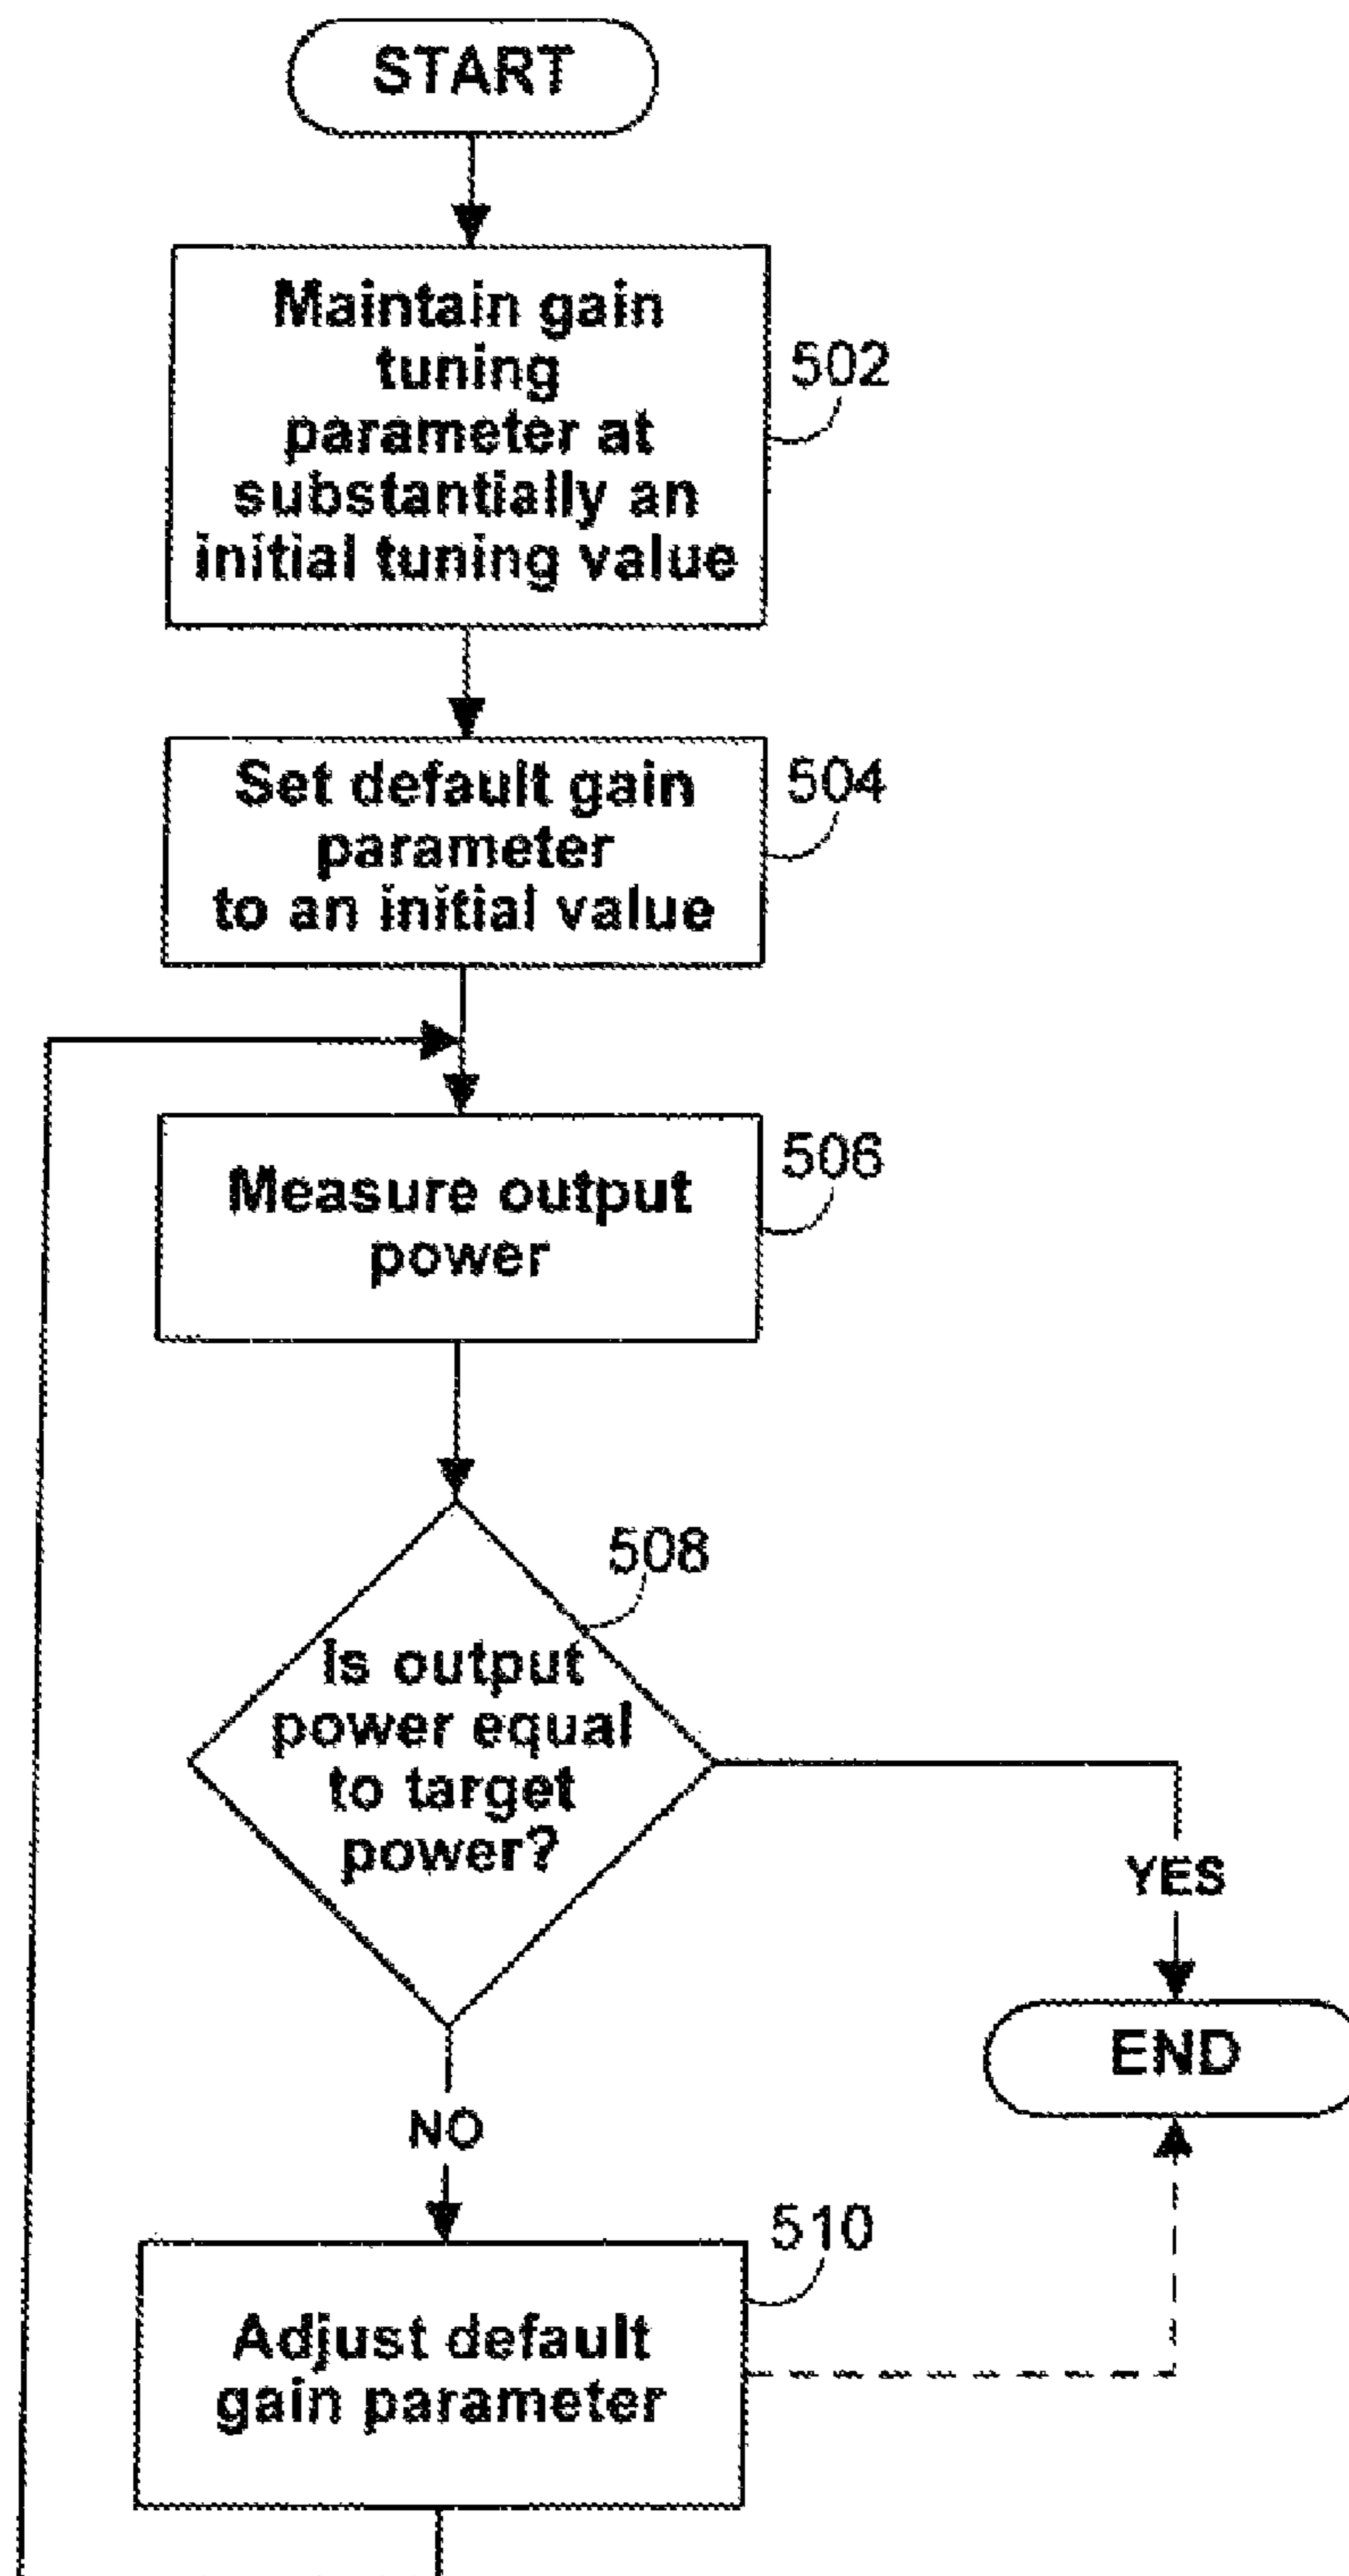 START
Maintain gain
tuning
parameter at
substantially an
initial tuning value
502
Set default gain
parameter
to an initial value
504
Measure output
power
506
508
Is output
power equal
to target
power?
YES
END
NO
510
Adjust default
gain parameter